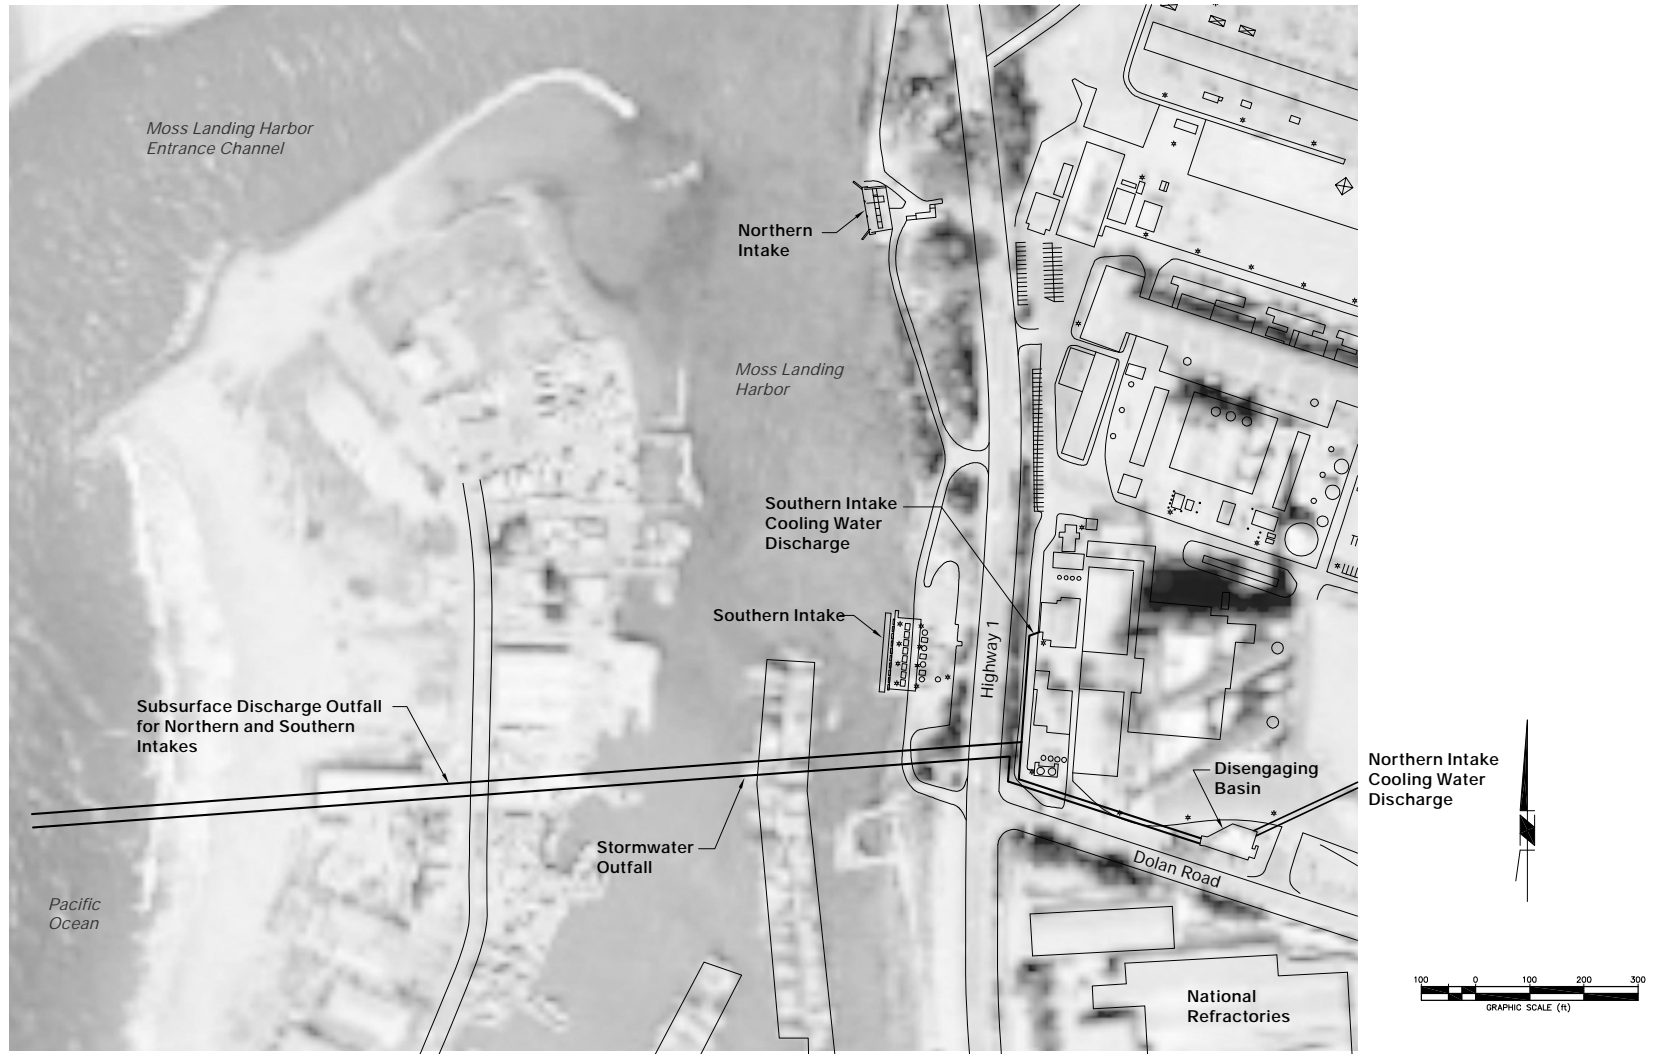 Moss Landing Harbor
Entrance Channel
Northern
Intake
Moss Landing
Harbor
Southern Intake
Cooling Water
Discharge
Southern Intake
Highway 1
Subsurface Discharge Outfall
for Northern and Southern
Intakes
Northern Intake
Cooling Water
Discharge
Disengaging
Basin
Stormwater
Outfall
Dolan Road
Pacific
Ocean
National
Refractories
100 0 100 200 300
GRAPHIC SCALE (ft)